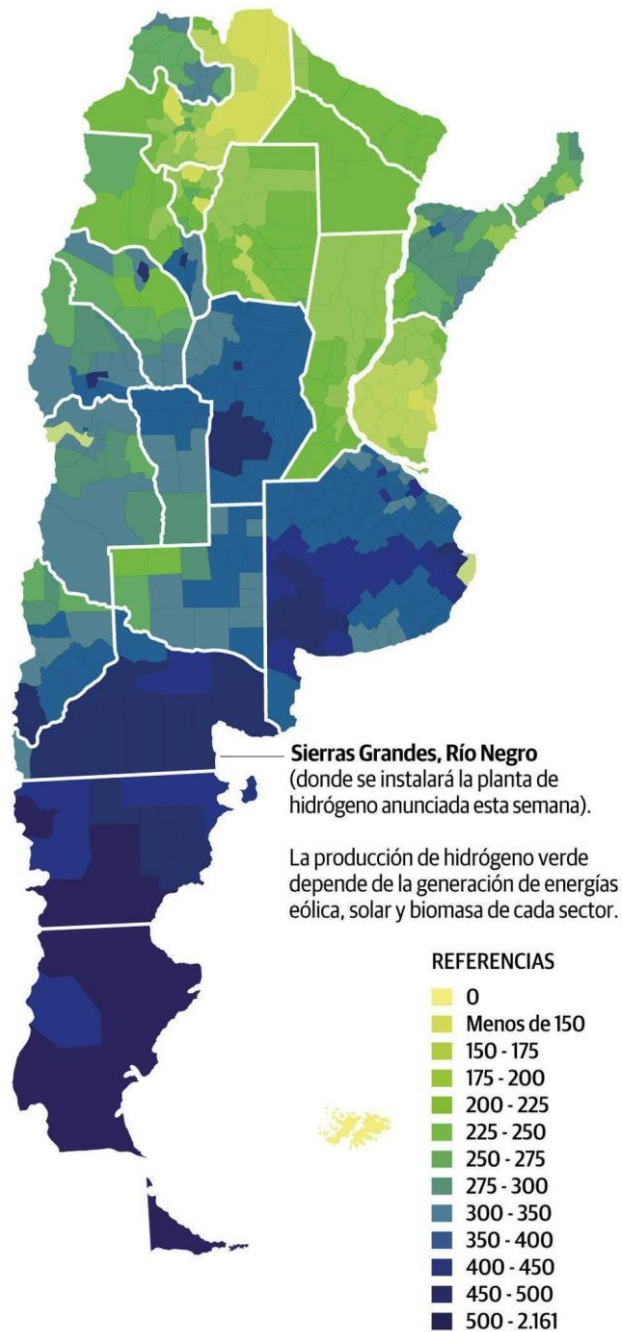 Sierras Grandes, Río Negro
(donde se instalará la planta de
hidrógeno anunciada esta semana).
La producción de hidrógeno verde
depende de la generación de energías
eólica, solar y biomasa de cada sector.
REFERENCIAS
0
Menos de 150
150 - 175
175 - 200
200 - 225
225 - 250
250 - 275
275 - 300
300 - 350
350 - 400
400 - 450
450 - 500
500 - 2.161